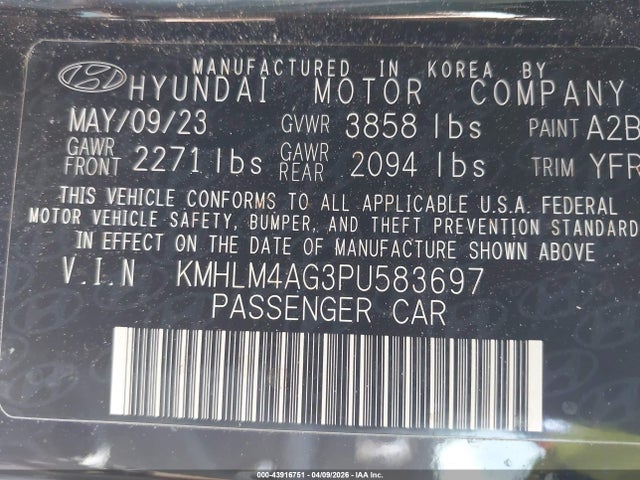 MANUFACTURED IN KOREA BY
HYUNDAI MOTOR COMPANY
MAY/09/23 GVWR 3858 lbs PAINT A2B
GAWR FRONT 2271 lbs GAWR REAR 2094 lbs TRIM YFR
THIS VEHICLE CONFORMS TO ALL APPLICABLE U.S.A. FEDERAL
MOTOR VEHICLE SAFETY, BUMPER, AND THEFT PREVENTION STANDARD
IN EFFECT ON THE DATE OF MANUFACTURE SHOWN ABOVE
V.I.N KMHLM4AG3PU583697
PASSENGER CAR
000-43916751 - 04/09/2026 - IAA Inc.